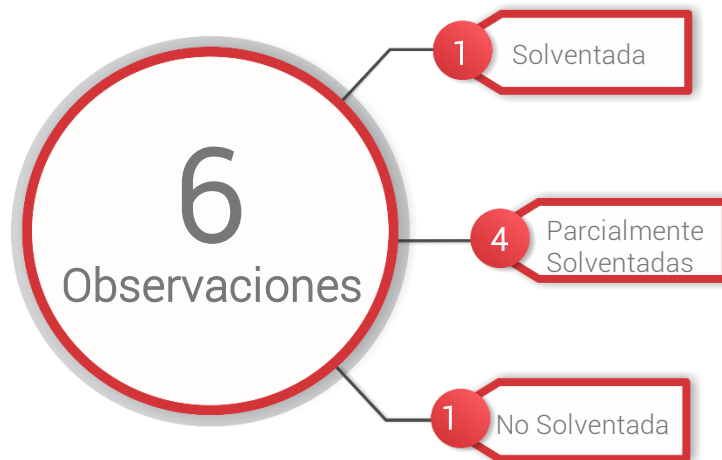 6
Observaciones
1
Solventada
4
Parcialmente
Solventadas
1
No Solventada